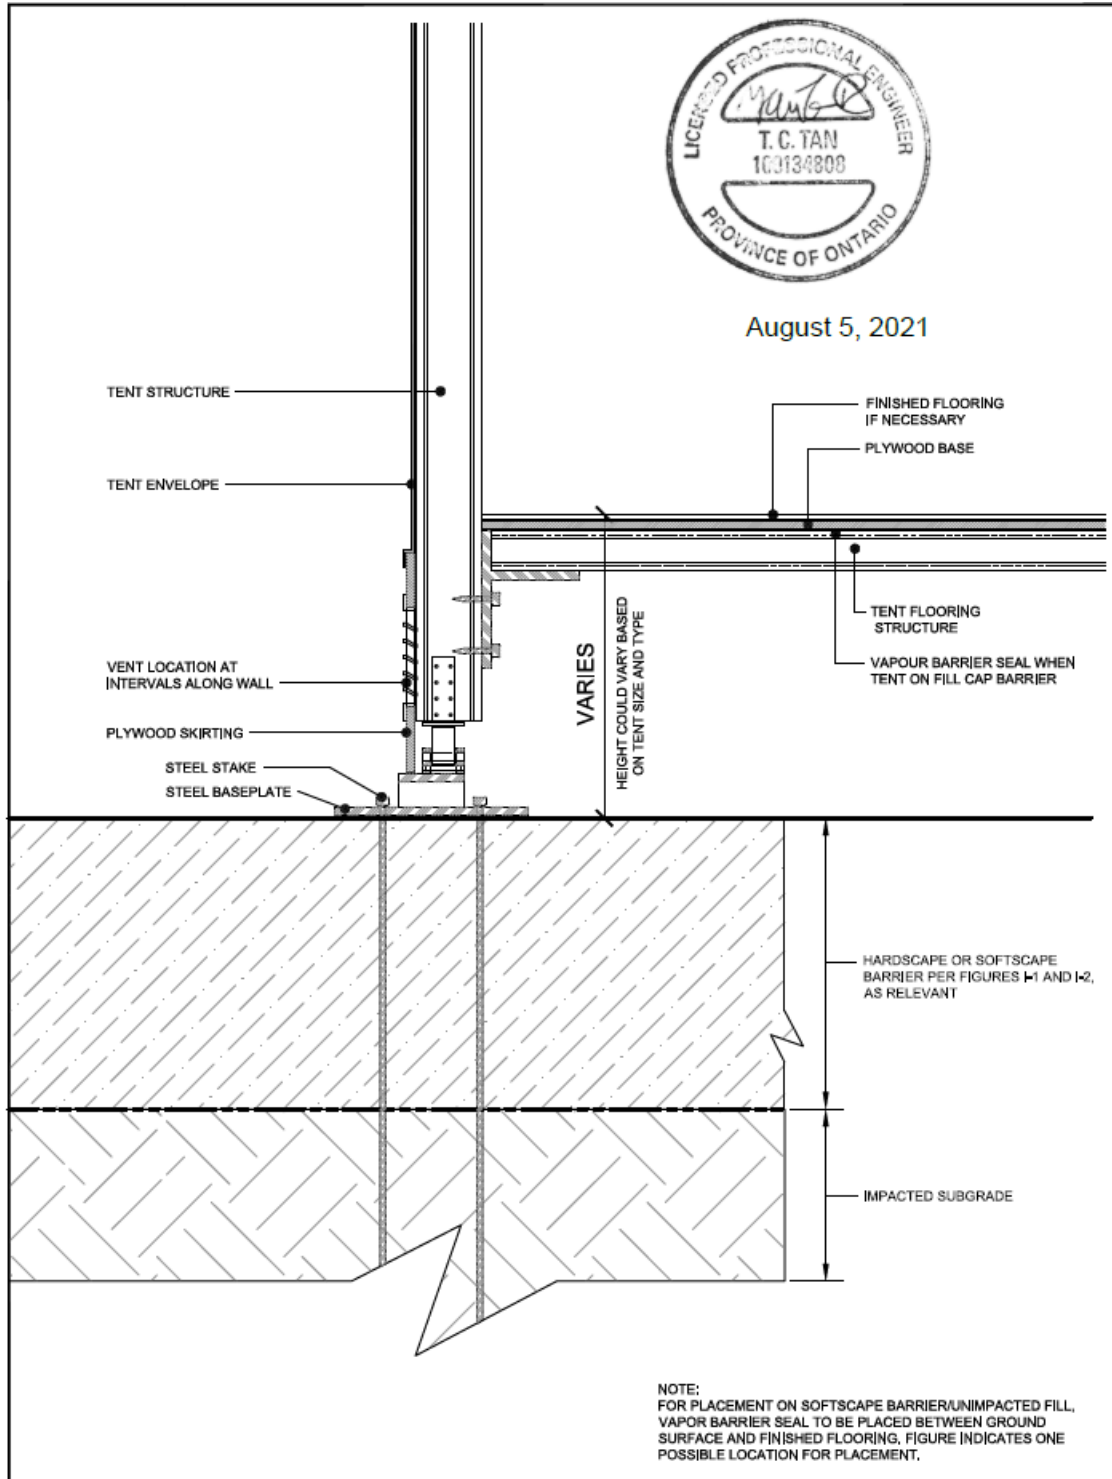 LICENSED PROFESSIONAL ENGINEER
T. C. TAN
100134808
PROVINCE OF ONTARIO
August 5, 2021
TENT STRUCTURE
TENT ENVELOPE
VENT LOCATION AT
INTERVALS ALONG WALL
PLYWOOD SKIRTING
STEEL STAKE
STEEL BASEPLATE
FINISHED FLOORING
IF NECESSARY
PLYWOOD BASE
TENT FLOORING
STRUCTURE
VAPOUR BARRIER SEAL WHEN
TENT ON FILL CAP BARRIER
VARIES
HEIGHT COULD VARY BASED
ON TENT SIZE AND TYPE
HARDSCAPE OR SOFTSCAPE
BARRIER PER FIGURES I-1 AND I-2,
AS RELEVANT
IMPACTED SUBGRADE
NOTE:
FOR PLACEMENT ON SOFTSCAPE BARRIER/UNIMPACTED FILL,
VAPOR BARRIER SEAL TO BE PLACED BETWEEN GROUND
SURFACE AND FINISHED FLOORING, FIGURE INDICATES ONE
POSSIBLE LOCATION FOR PLACEMENT.